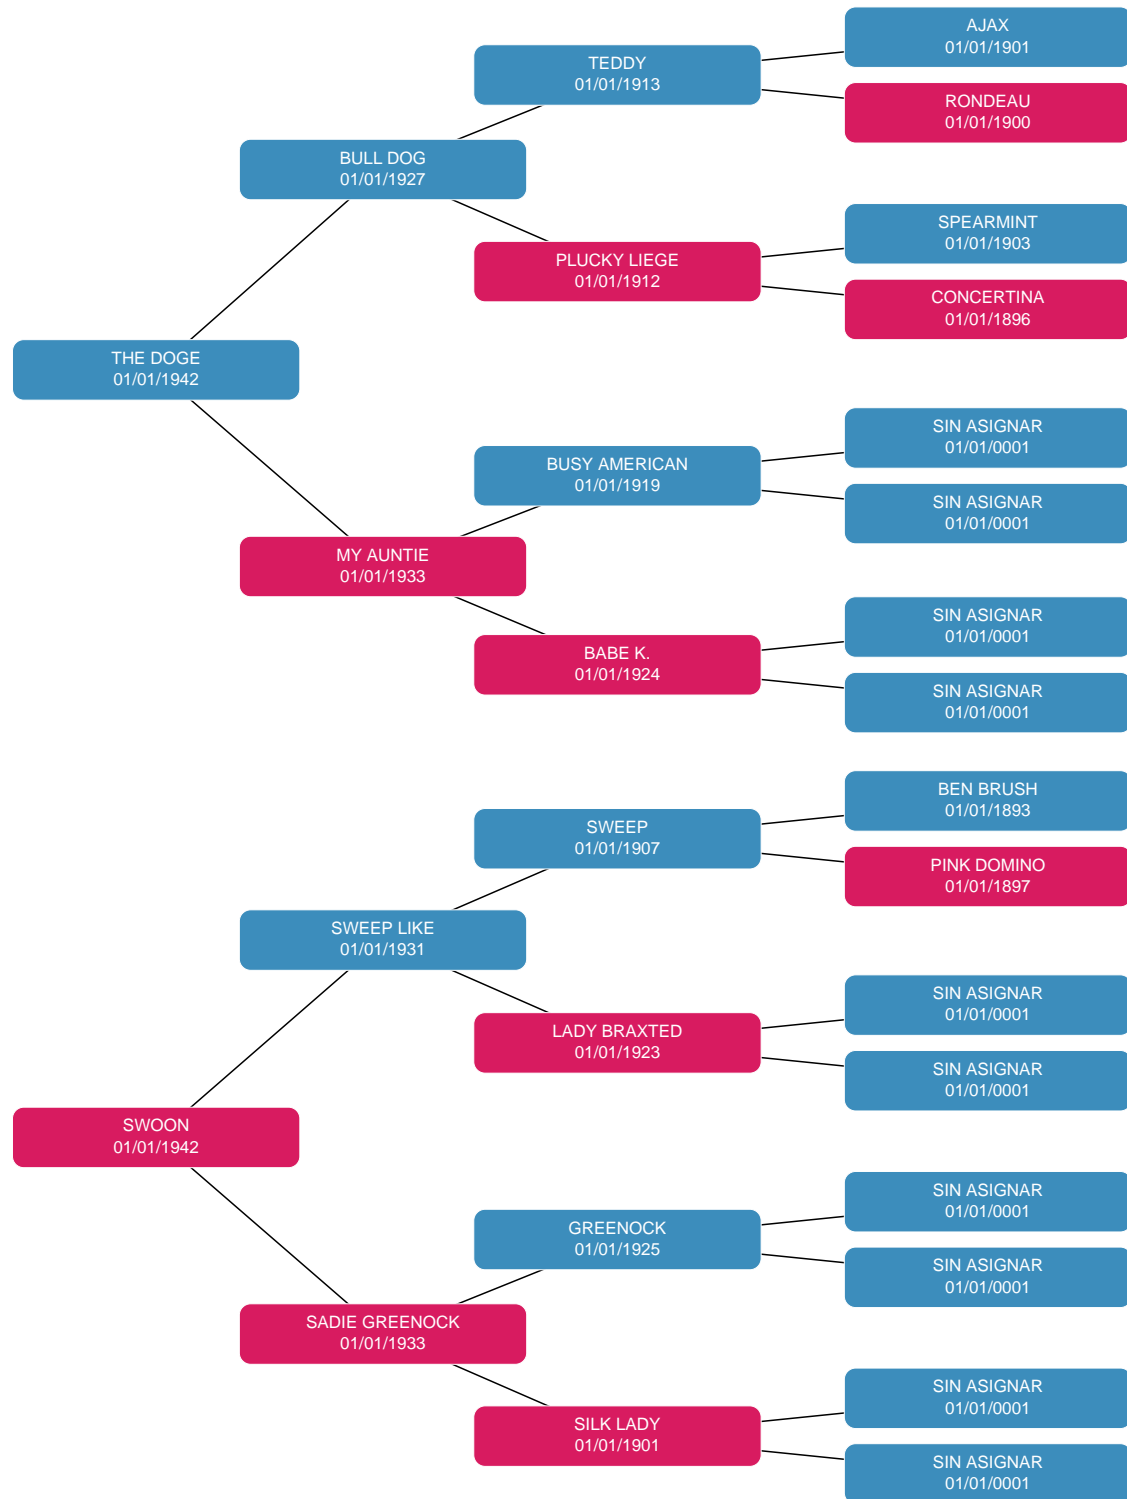 AJAX
01/01/1901
TEDDY
01/01/1913
RONDEAU
01/01/1900
BULL DOG
01/01/1927
SPEARMINT
01/01/1903
PLUCKY LIEGE
01/01/1912
CONCERTINA
01/01/1896
THE DOGE
01/01/1942
SIN ASIGNAR
01/01/0001
BUSY AMERICAN
01/01/1919
SIN ASIGNAR
01/01/0001
MY AUNTIE
01/01/1933
SIN ASIGNAR
01/01/0001
BABE K.
01/01/1924
SIN ASIGNAR
01/01/0001
BEN BRUSH
01/01/1893
SWEEP
01/01/1907
PINK DOMINO
01/01/1897
SWEEP LIKE
01/01/1931
SIN ASIGNAR
01/01/0001
LADY BRAXTED
01/01/1923
SIN ASIGNAR
01/01/0001
SWOON
01/01/1942
SIN ASIGNAR
01/01/0001
GREENOCK
01/01/1925
SIN ASIGNAR
01/01/0001
SADIE GREENOCK
01/01/1933
SIN ASIGNAR
01/01/0001
SILK LADY
01/01/1901
SIN ASIGNAR
01/01/0001